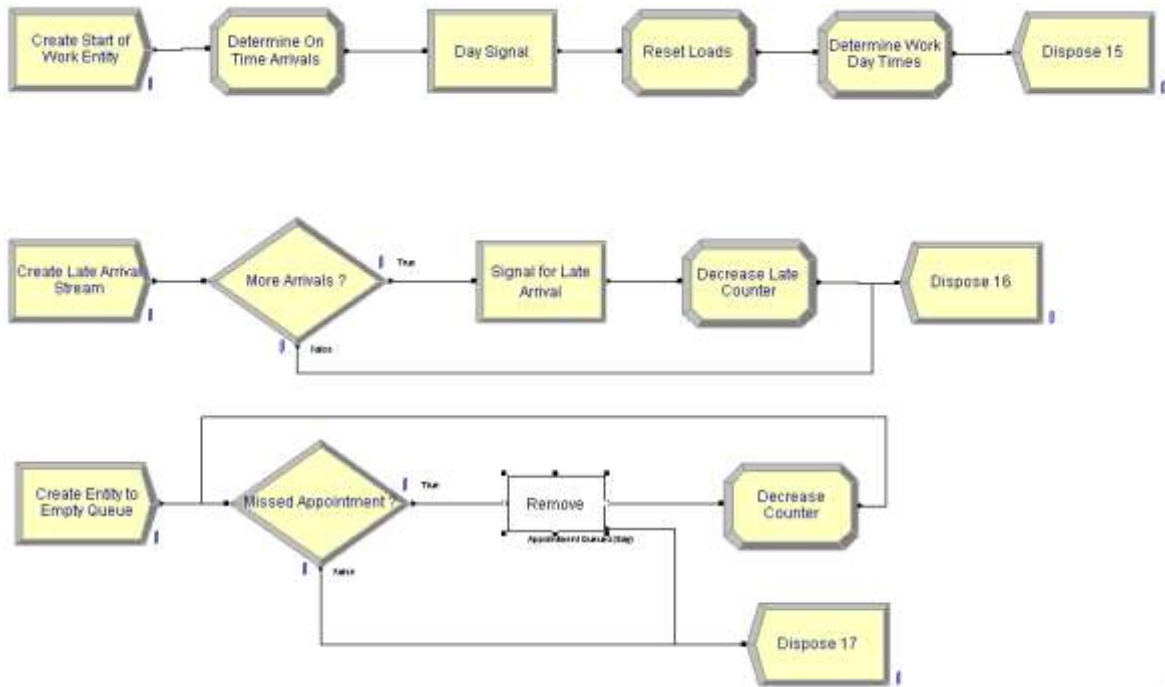 Create Start of
Work Entity
Determine On
Time Arrivals
Day Signal
Reset Loads
Determine Work
Day Times
Dispose 15
Create Late Arrival
Stream
More Arrivals ?
True
False
Signal for Late
Arrival
Decrease Late
Counter
Dispose 16
Create Entity to
Empty Queue
Missed Appointment ?
True
False
Remove
Decrease
Counter
Dispose 17